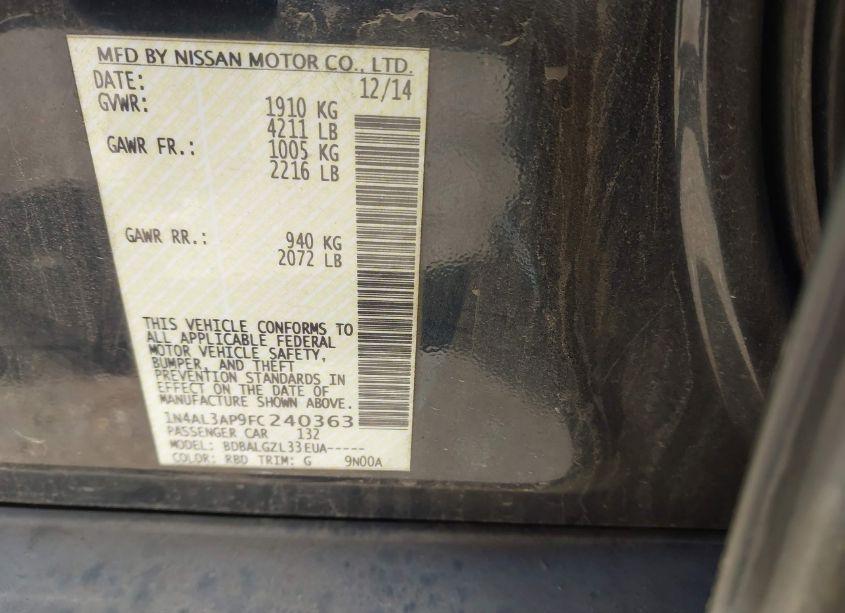 MFD BY NISSAN MOTOR CO., LTD.
DATE: 12/14
GVWR: 1910 KG
4211 LB
GAWR FR.: 1005 KG
2216 LB
GAWR RR.: 940 KG
2072 LB
THIS VEHICLE CONFORMS TO
ALL APPLICABLE FEDERAL
MOTOR VEHICLE SAFETY,
BUMPER, AND THEFT
PREVENTION STANDARDS IN
EFFECT ON THE DATE OF
MANUFACTURE SHOWN ABOVE.
1N4AL3AP9FC240363
PASSENGER CAR 132
MODEL: BDBALGZL33EUA-----
COLOR: RBD TRIM: G 9N00A